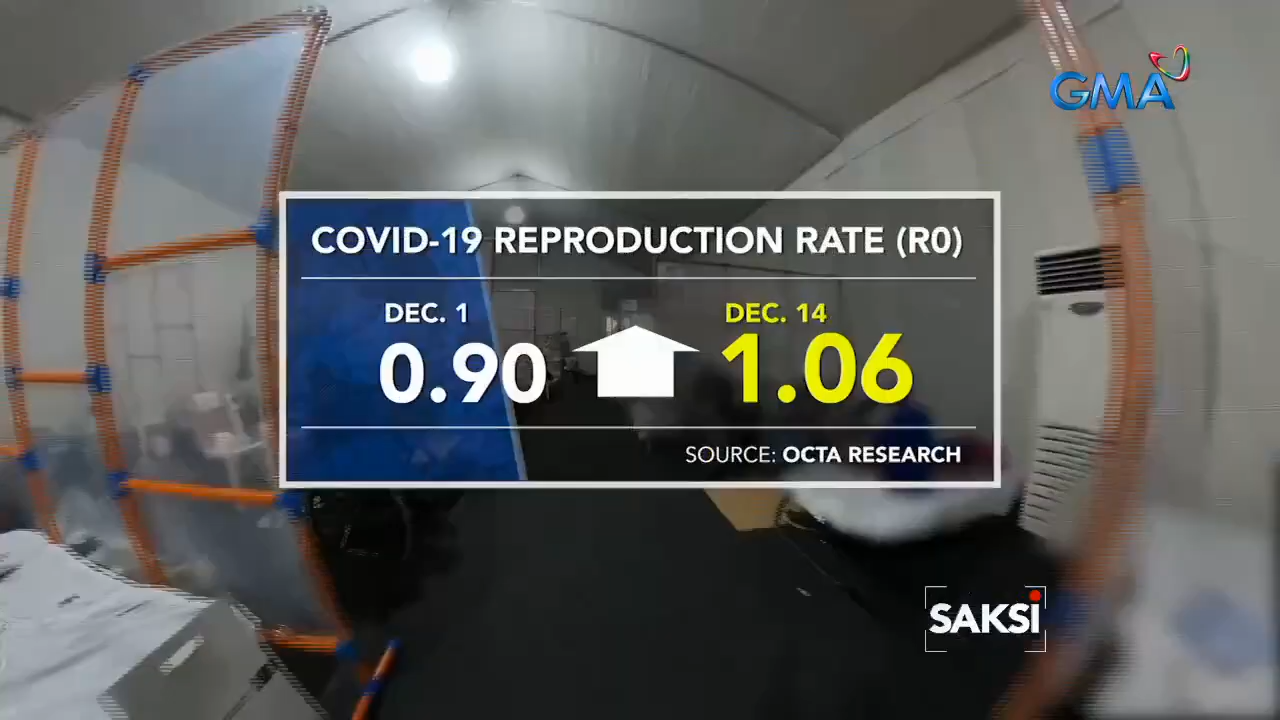 GMA
COVID-19 REPRODUCTION RATE (R0)
DEC. 1
0.90
DEC. 14
1.06
SOURCE: OCTA RESEARCH
SAKSi